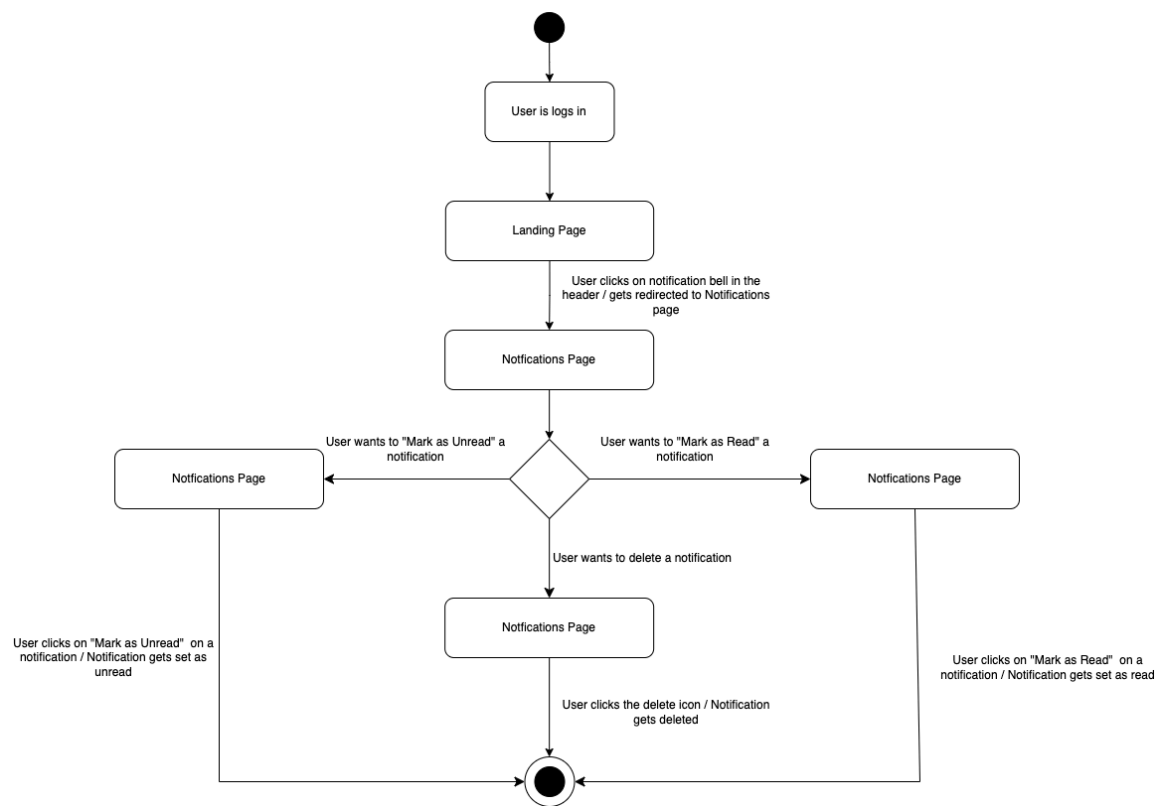 User is logs in
Landing Page
User clicks on notification bell in the
header / gets redirected to Notifications
page
Notfications Page
User wants to "Mark as Unread" a
notification
User wants to "Mark as Read" a
notification
Notfications Page
Notfications Page
User wants to delete a notification
Notfications Page
User clicks on "Mark as Unread" on a
notification / Notification gets set as
unread
User clicks on "Mark as Read" on a
notification / Notification gets set as read
User clicks the delete icon / Notification
gets deleted